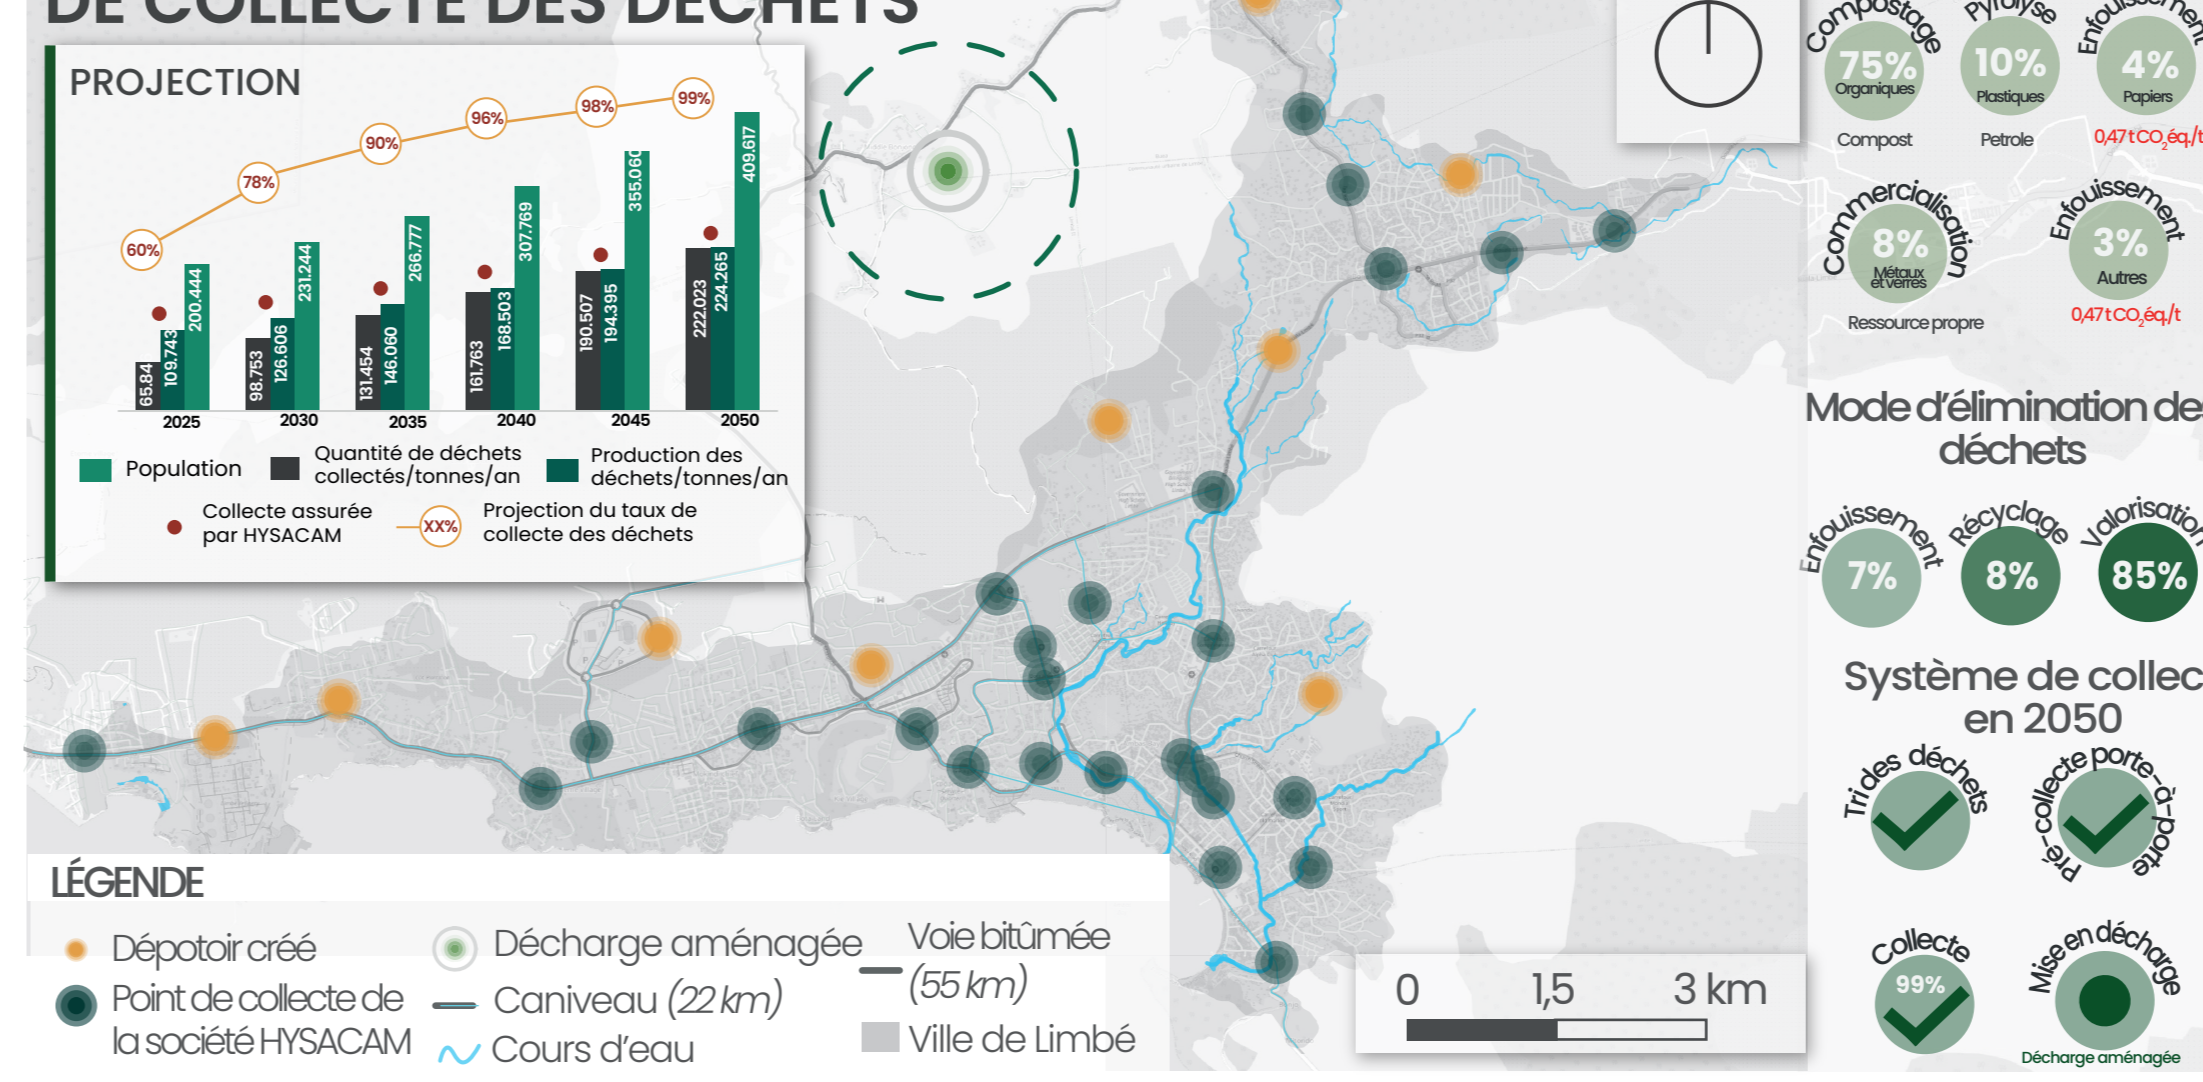 DE COLLECTE DES DÉCHETS
PROJECTION
60%
78%
90%
96%
98%
99%
65.84
109.743
200.444
98.753
126.606
231.244
131.454
146.060
266.777
161.763
168.503
307.769
190.507
194.395
355.060
222.023
224.265
409.617
2025
2030
2035
2040
2045
2050
Population
Quantité de déchets
collectés/tonnes/an
Production des
déchets/tonnes/an
Collecte assurée
par HYSACAM
XX%
Projection du taux de
collecte des déchets
LÉGENDE
Dépotoir créé
Point de collecte de
la société HYSACAM
Décharge aménagée
Caniveau (22 km)
Cours d'eau
Voie bitûmée
(55 km)
Ville de Limbé
0 1,5 3 km
Compostage
75%
Organiques
Compost
Pyrolyse
10%
Plastiques
Petrole
Enfouissement
4%
Papiers
0,47 t CO₂éq./t
Commercialisation
8%
Métaux
et verres
Ressource propre
Enfouissement
3%
Autres
0,47 t CO₂éq./t
Mode d'élimination des
déchets
Enfouissement
7%
Récyclage
8%
Valorisation
85%
Système de collec
en 2050
Tri des déchets
Pré-collecte porte-à-porte
Collecte
99%
Mise en décharge
Décharge aménagée